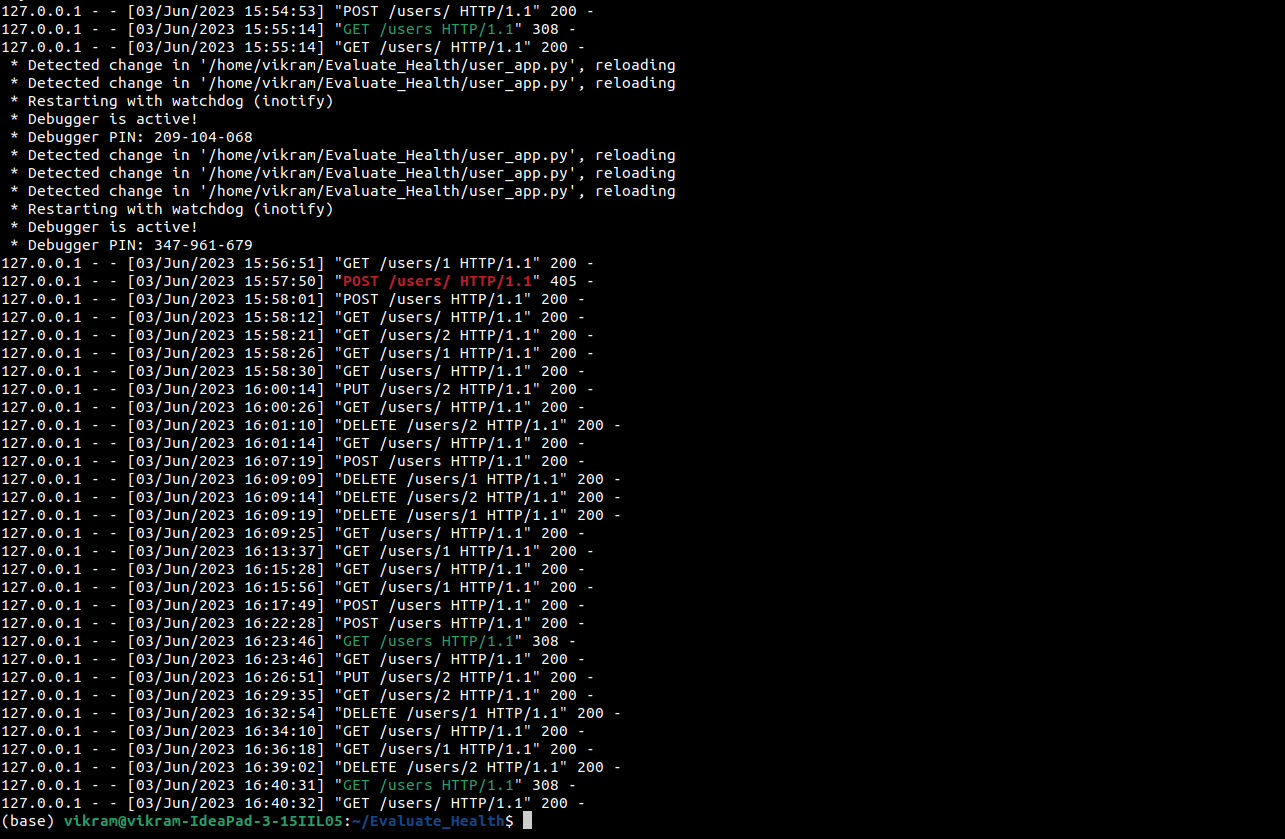 127.0.0.1 - - [03/Jun/2023 15:54:53] "POST /users/ HTTP/1.1" 200 -
127.0.0.1 - - [03/Jun/2023 15:55:14] "GET /users HTTP/1.1" 308 -
127.0.0.1 - - [03/Jun/2023 15:55:14] "GET /users/ HTTP/1.1" 200 -
 * Detected change in '/home/vikram/Evaluate_Health/user_app.py', reloading
 * Detected change in '/home/vikram/Evaluate_Health/user_app.py', reloading
 * Restarting with watchdog (inotify)
 * Debugger is active!
 * Debugger PIN: 209-104-068
 * Detected change in '/home/vikram/Evaluate_Health/user_app.py', reloading
 * Detected change in '/home/vikram/Evaluate_Health/user_app.py', reloading
 * Detected change in '/home/vikram/Evaluate_Health/user_app.py', reloading
 * Restarting with watchdog (inotify)
 * Debugger is active!
 * Debugger PIN: 347-961-679
127.0.0.1 - - [03/Jun/2023 15:56:51] "GET /users/1 HTTP/1.1" 200 -
127.0.0.1 - - [03/Jun/2023 15:57:50] "POST /users/ HTTP/1.1" 405 -
127.0.0.1 - - [03/Jun/2023 15:58:01] "POST /users HTTP/1.1" 200 -
127.0.0.1 - - [03/Jun/2023 15:58:12] "GET /users/ HTTP/1.1" 200 -
127.0.0.1 - - [03/Jun/2023 15:58:21] "GET /users/2 HTTP/1.1" 200 -
127.0.0.1 - - [03/Jun/2023 15:58:26] "GET /users/1 HTTP/1.1" 200 -
127.0.0.1 - - [03/Jun/2023 15:58:30] "GET /users/ HTTP/1.1" 200 -
127.0.0.1 - - [03/Jun/2023 16:00:14] "PUT /users/2 HTTP/1.1" 200 -
127.0.0.1 - - [03/Jun/2023 16:00:26] "GET /users/ HTTP/1.1" 200 -
127.0.0.1 - - [03/Jun/2023 16:01:10] "DELETE /users/2 HTTP/1.1" 200 -
127.0.0.1 - - [03/Jun/2023 16:01:14] "GET /users/ HTTP/1.1" 200 -
127.0.0.1 - - [03/Jun/2023 16:07:19] "POST /users HTTP/1.1" 200 -
127.0.0.1 - - [03/Jun/2023 16:09:09] "DELETE /users/1 HTTP/1.1" 200 -
127.0.0.1 - - [03/Jun/2023 16:09:14] "DELETE /users/2 HTTP/1.1" 200 -
127.0.0.1 - - [03/Jun/2023 16:09:19] "DELETE /users/1 HTTP/1.1" 200 -
127.0.0.1 - - [03/Jun/2023 16:09:25] "GET /users/ HTTP/1.1" 200 -
127.0.0.1 - - [03/Jun/2023 16:13:37] "GET /users/1 HTTP/1.1" 200 -
127.0.0.1 - - [03/Jun/2023 16:15:28] "GET /users/ HTTP/1.1" 200 -
127.0.0.1 - - [03/Jun/2023 16:15:56] "GET /users/1 HTTP/1.1" 200 -
127.0.0.1 - - [03/Jun/2023 16:17:49] "POST /users HTTP/1.1" 200 -
127.0.0.1 - - [03/Jun/2023 16:22:28] "POST /users HTTP/1.1" 200 -
127.0.0.1 - - [03/Jun/2023 16:23:46] "GET /users HTTP/1.1" 308 -
127.0.0.1 - - [03/Jun/2023 16:23:46] "GET /users/ HTTP/1.1" 200 -
127.0.0.1 - - [03/Jun/2023 16:26:51] "PUT /users/2 HTTP/1.1" 200 -
127.0.0.1 - - [03/Jun/2023 16:29:35] "GET /users/2 HTTP/1.1" 200 -
127.0.0.1 - - [03/Jun/2023 16:32:54] "DELETE /users/1 HTTP/1.1" 200 -
127.0.0.1 - - [03/Jun/2023 16:34:10] "GET /users/ HTTP/1.1" 200 -
127.0.0.1 - - [03/Jun/2023 16:36:18] "GET /users/1 HTTP/1.1" 200 -
127.0.0.1 - - [03/Jun/2023 16:39:02] "DELETE /users/2 HTTP/1.1" 200 -
127.0.0.1 - - [03/Jun/2023 16:40:31] "GET /users HTTP/1.1" 308 -
127.0.0.1 - - [03/Jun/2023 16:40:32] "GET /users/ HTTP/1.1" 200 -
(base) vikram@vikram-IdeaPad-3-15IIL05:~/Evaluate_Health$